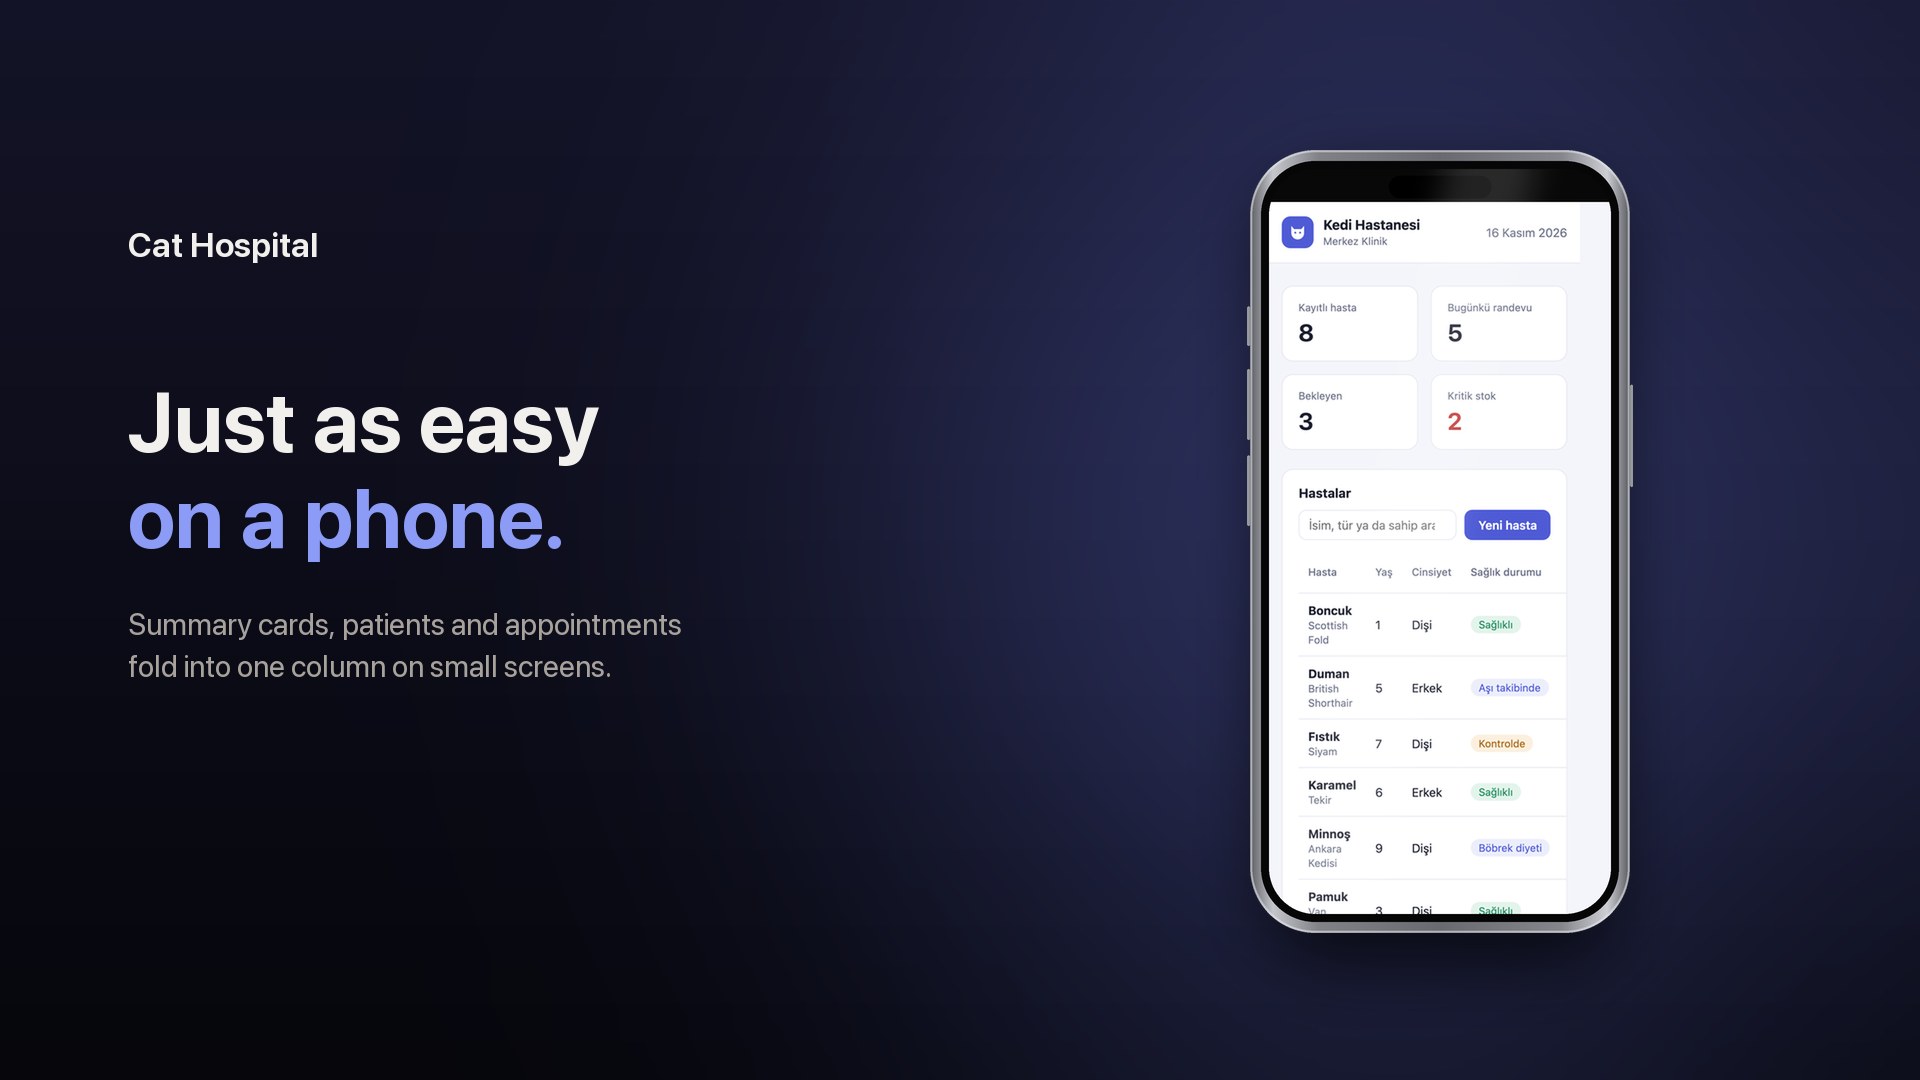 Cat Hospital
Just as easy
on a phone.
Summary cards, patients and appointments
fold into one column on small screens.
Kedi Hastanesi
Merkez Klinik
16 Kasım 2026
Kayıtlı hasta
8
Bugünkü randevu
5
Bekleyen
3
Kritik stok
2
Hastalar
İsim, tür ya da sahip ara
Yeni hasta
Hasta Yaş Cinsiyet Sağlık durumu
Boncuk
Scottish
Fold
1 Dişi Sağlıklı
Duman
British
Shorthair
5 Erkek Aşı takibinde
Fıstık
Siyam
7 Dişi Kontrolde
Karamel
Tekir
6 Erkek Sağlıklı
Minnoş
Ankara
Kedisi
9 Dişi Böbrek diyeti
Pamuk
Van
3 Dişi Sağlıklı